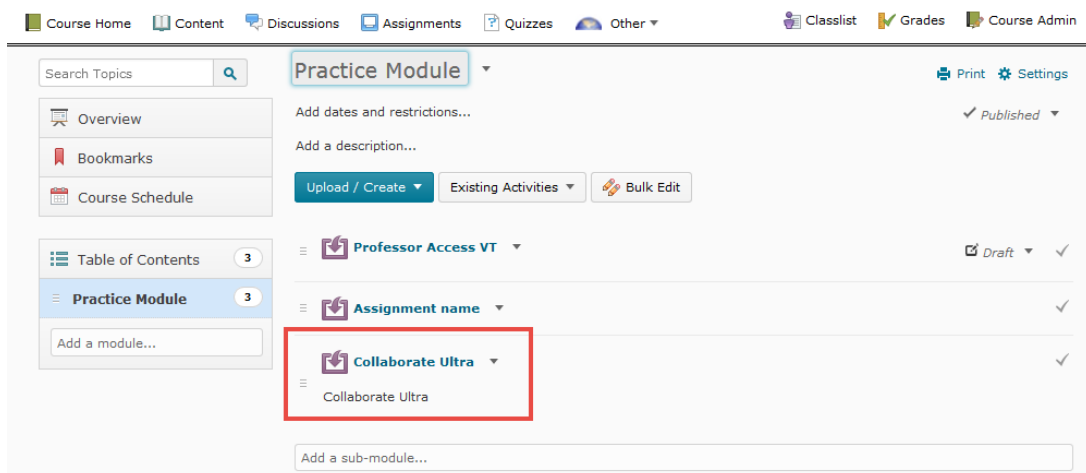 Course Home Content Discussions Assignments Quizzes Other Classlist Grades Course Admin
Search Topics
Overview
Bookmarks
Course Schedule
Table of Contents 3
Practice Module 3
Add a module...
Practice Module
Print Settings
Add dates and restrictions...
Published
Add a description...
Upload / Create Existing Activities Bulk Edit
Professor Access VT
Draft
Assignment name
Collaborate Ultra
Collaborate Ultra
Add a sub-module...